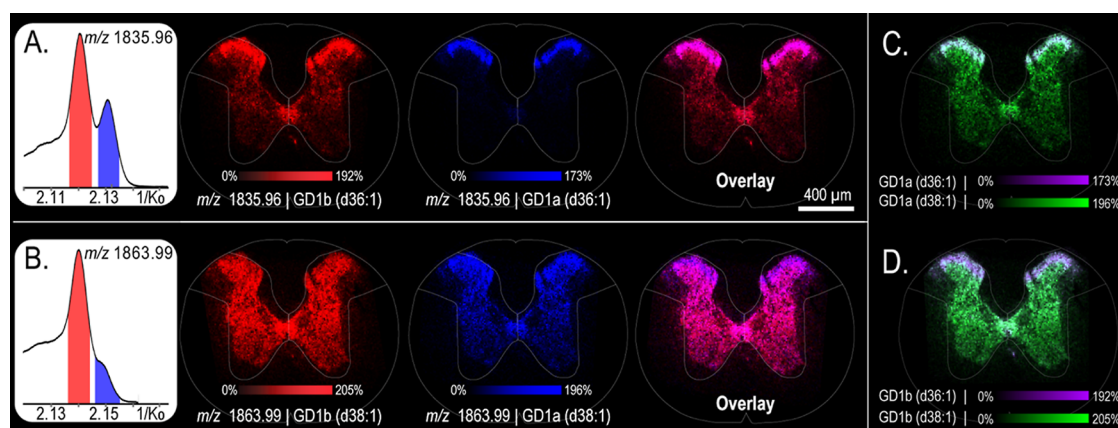 A.
m/z 1835.96
2.11 2.13 1/Ko
0% 192%
m/z 1835.96 | GD1b (d36:1)
0% 173%
m/z 1835.96 | GD1a (d36:1)
Overlay
400 µm
C.
GD1a (d36:1) | 0% 173%
GD1a (d38:1) | 0% 196%
B.
m/z 1863.99
2.13 2.15 1/Ko
0% 205%
m/z 1863.99 | GD1b (d38:1)
0% 196%
m/z 1863.99 | GD1a (d38:1)
Overlay
D.
GD1b (d36:1) | 0% 192%
GD1b (d38:1) | 0% 205%